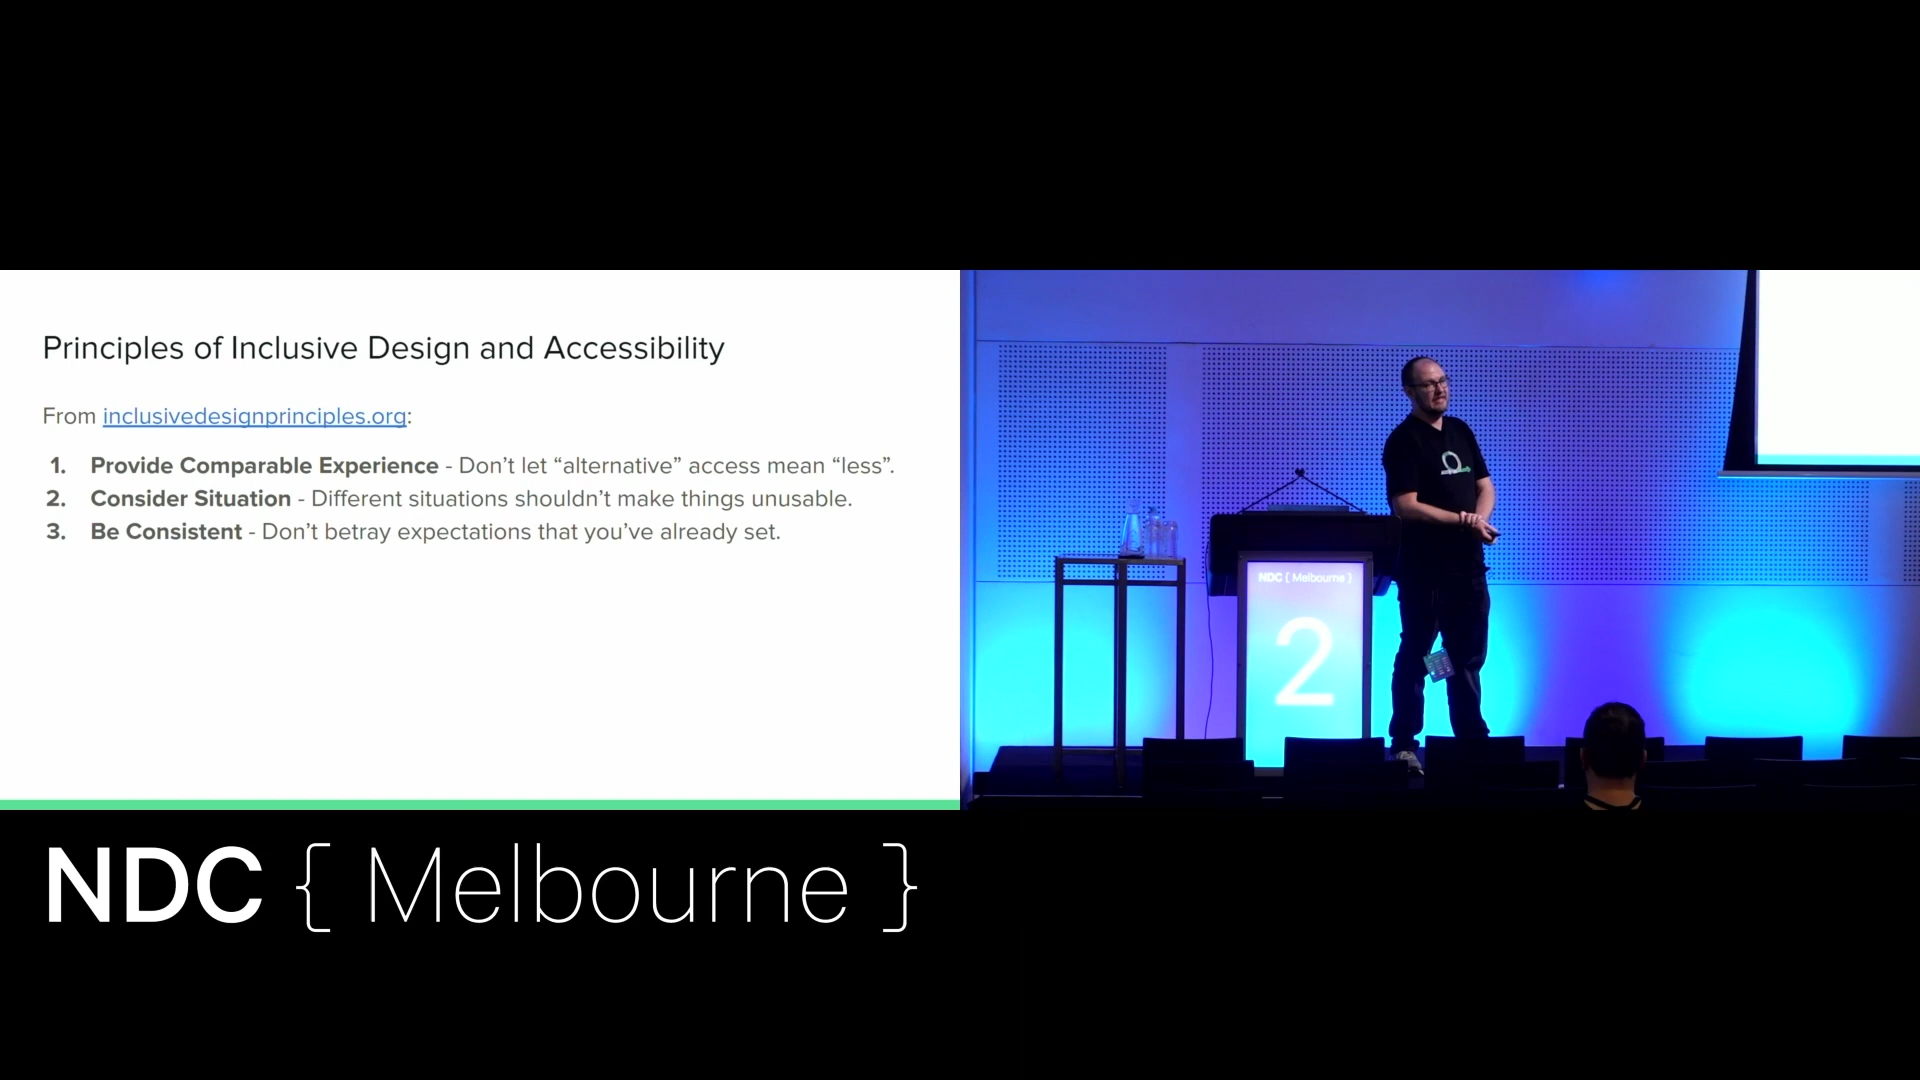 Principles of Inclusive Design and Accessibility
From inclusivedesignprinciples.org:
1. Provide Comparable Experience - Don’t let “alternative” access mean “less”.
2. Consider Situation - Different situations shouldn’t make things unusable.
3. Be Consistent - Don’t betray expectations that you’ve already set.
NDC { Melbourne }
2
NDC { Melbourne }